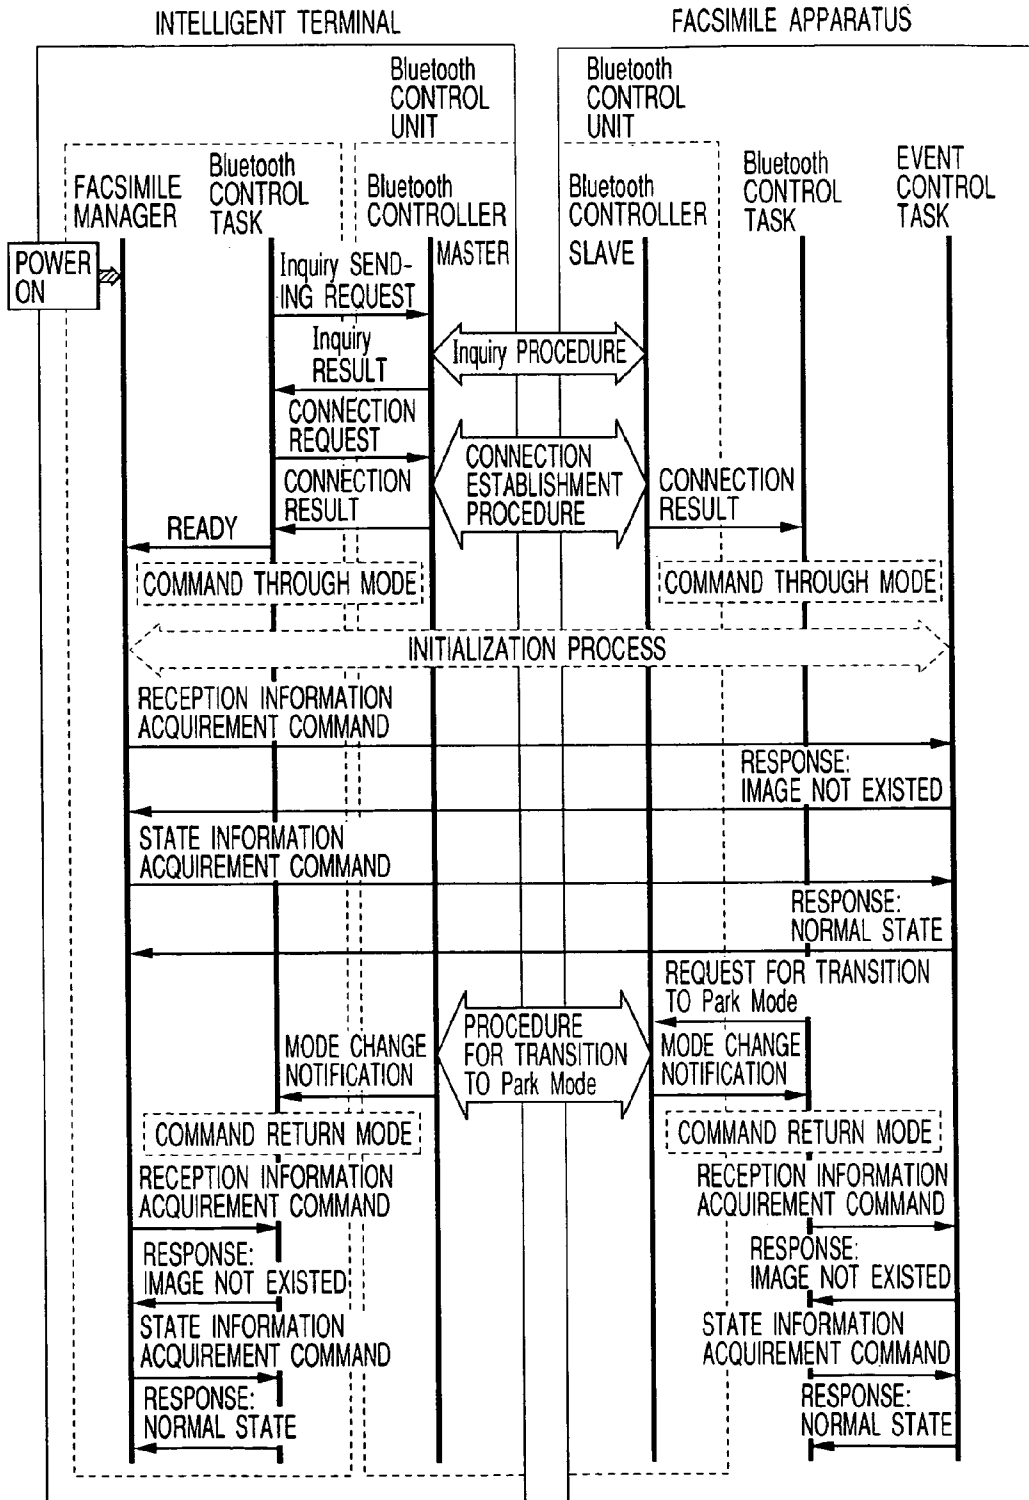 INTELLIGENT TERMINAL
FACSIMILE APPARATUS
Bluetooth
CONTROL
UNIT
Bluetooth
CONTROL
UNIT
FACSIMILE
MANAGER
Bluetooth
CONTROL
TASK
Bluetooth
CONTROLLER
Bluetooth
CONTROLLER
Bluetooth
CONTROL
TASK
EVENT
CONTROL
TASK
MASTER
SLAVE
POWER
ON
Inquiry SEND-
ING REQUEST
Inquiry
RESULT
Inquiry PROCEDURE
CONNECTION
REQUEST
CONNECTION
RESULT
CONNECTION
ESTABLISHMENT
PROCEDURE
CONNECTION
RESULT
READY
COMMAND THROUGH MODE
COMMAND THROUGH MODE
INITIALIZATION PROCESS
RECEPTION INFORMATION
ACQUIREMENT COMMAND
RESPONSE:
IMAGE NOT EXISTED
STATE INFORMATION
ACQUIREMENT COMMAND
RESPONSE:
NORMAL STATE
REQUEST FOR TRANSITION
TO Park Mode
PROCEDURE
FOR TRANSITION
TO Park Mode
MODE CHANGE
NOTIFICATION
MODE CHANGE
NOTIFICATION
COMMAND RETURN MODE
COMMAND RETURN MODE
RECEPTION INFORMATION
ACQUIREMENT COMMAND
RECEPTION INFORMATION
ACQUIREMENT COMMAND
RESPONSE:
IMAGE NOT EXISTED
RESPONSE:
IMAGE NOT EXISTED
STATE INFORMATION
ACQUIREMENT COMMAND
STATE INFORMATION
ACQUIREMENT COMMAND
RESPONSE:
NORMAL STATE
RESPONSE:
NORMAL STATE